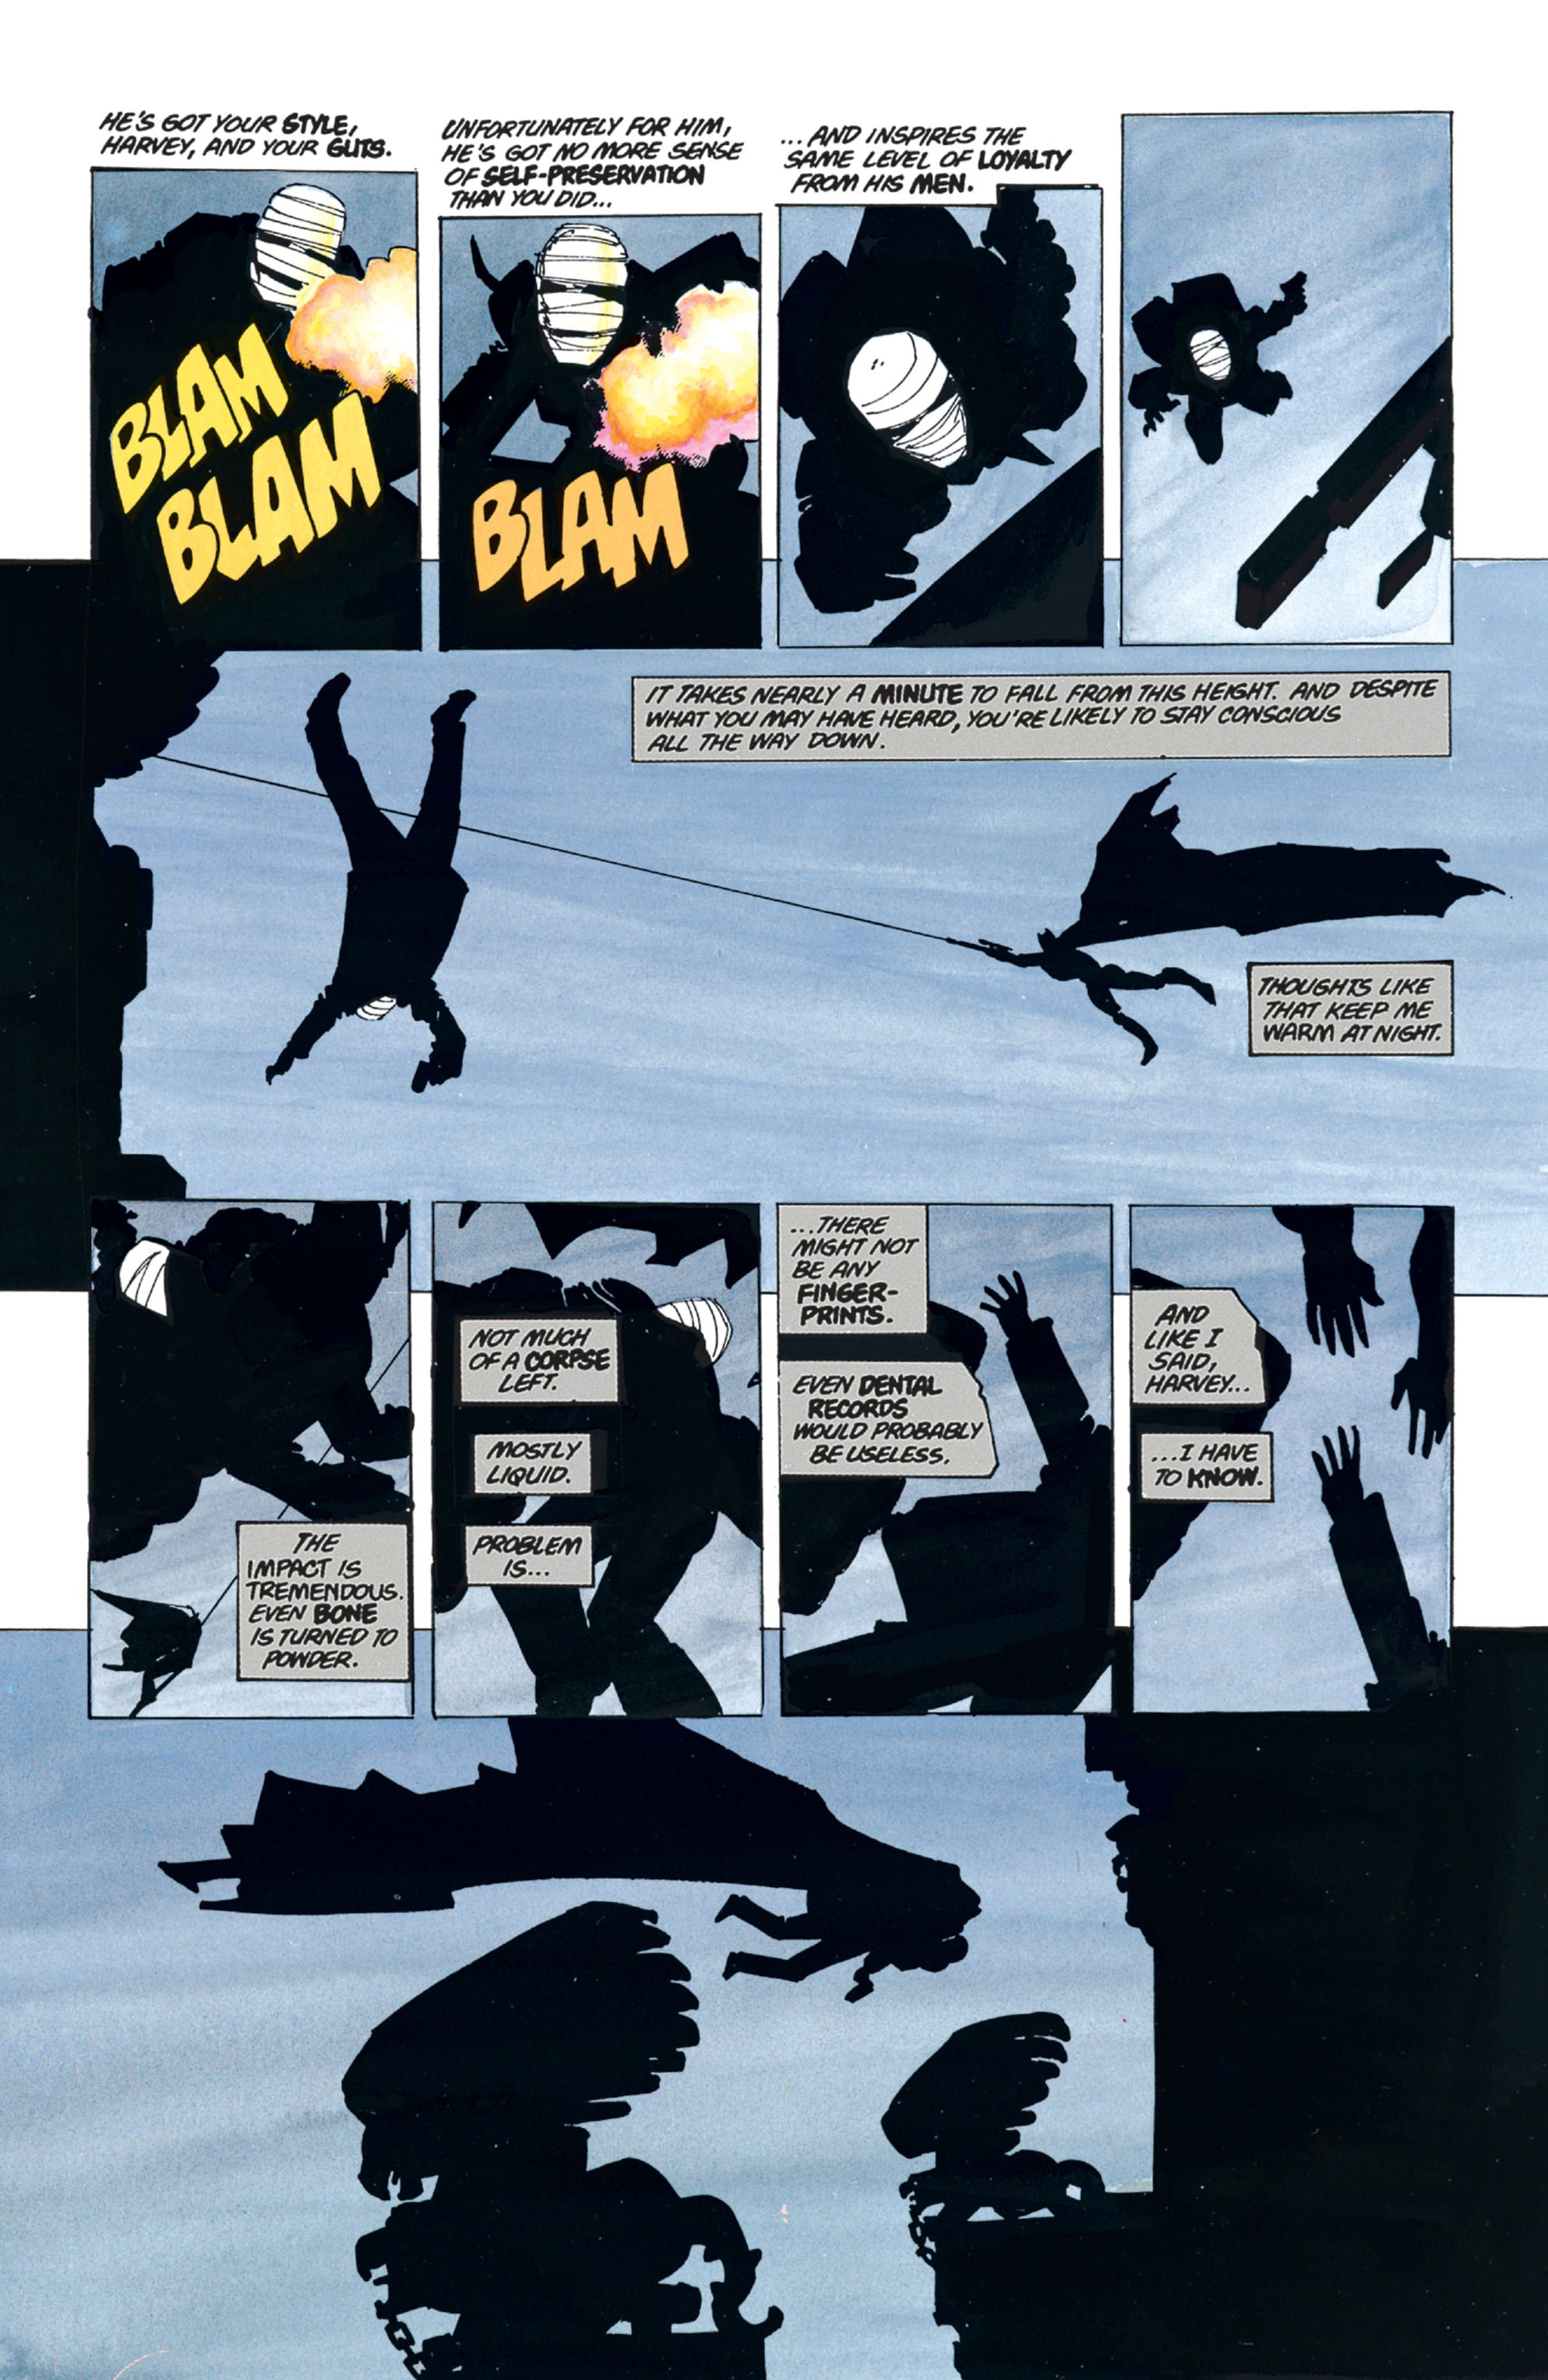 HE'S GOT YOUR STYLE,
HARVEY, AND YOUR GUTS.
BLAM
BLAM
UNFORTUNATELY FOR HIM,
HE'S GOT NO MORE SENSE
OF SELF-PRESERVATION
THAN YOU DID...
BLAM
...AND INSPIRES THE
SAME LEVEL OF LOYALTY
FROM HIS MEN.
IT TAKES NEARLY A MINUTE TO FALL FROM THIS HEIGHT. AND DESPITE
WHAT YOU MAY HAVE HEARD, YOU'RE LIKELY TO STAY CONSCIOUS
ALL THE WAY DOWN.
THOUGHTS LIKE
THAT KEEP ME
WARM AT NIGHT.
THE
IMPACT IS
TREMENDOUS.
EVEN BONE
IS TURNED TO
POWDER.
NOT MUCH
OF A CORPSE
LEFT.
MOSTLY
LIQUID.
PROBLEM
IS...
...THERE
MIGHT NOT
BE ANY
FINGER-
PRINTS.
EVEN DENTAL
RECORDS
WOULD PROBABLY
BE USELESS.
AND
LIKE I
SAID,
HARVEY...
...I HAVE
TO KNOW.